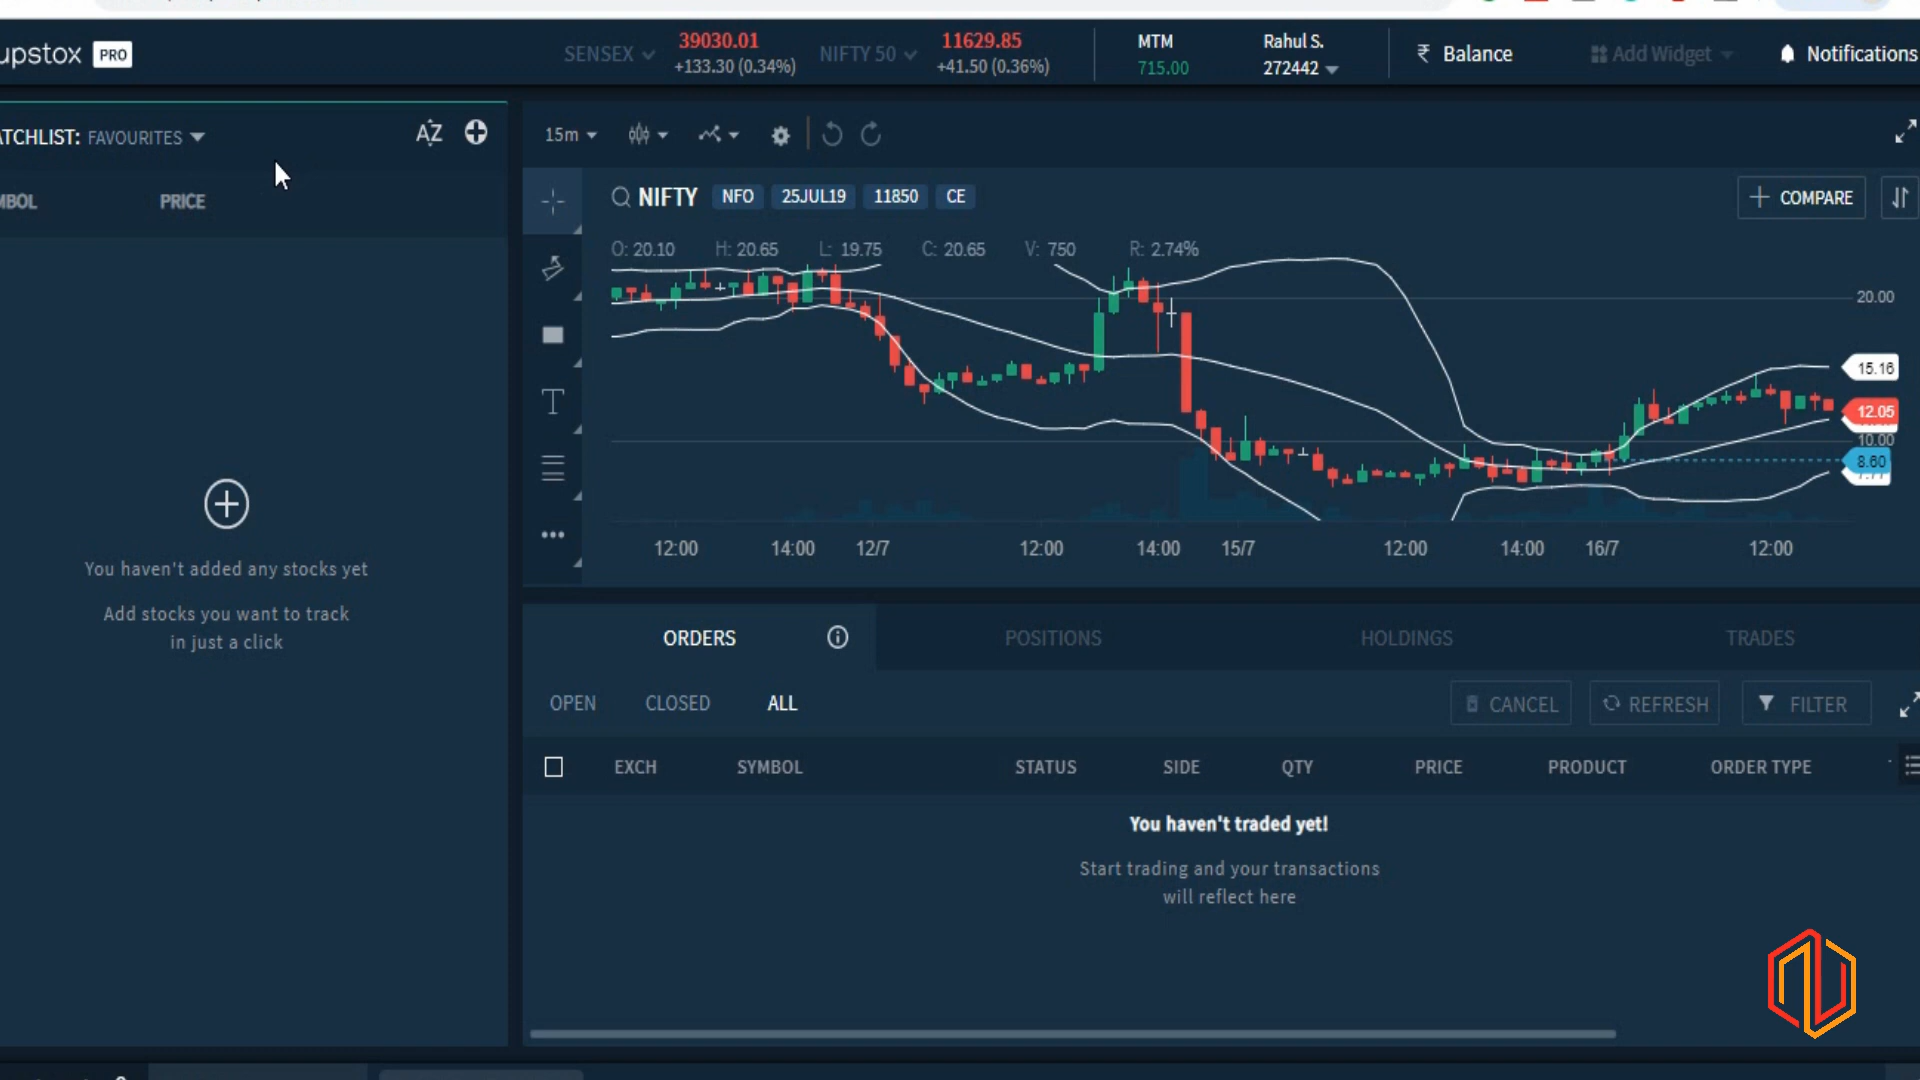 upstox PRO
SENSEX 39030.01 +133.30 (0.34%)
NIFTY 50 11629.85 +41.50 (0.36%)
MTM 715.00
Rahul S. 272442
₹ Balance
Add Widget
Notifications
ATCHLIST: FAVOURITES
AZ
MBOL PRICE
You haven't added any stocks yet
Add stocks you want to track
in just a click
15m
NIFTY NFO 25JUL19 11850 CE
+ COMPARE
O: 20.10 H: 20.65 L: 19.75 C: 20.65 V: 750 R: 2.74%
20.00
15.16
12.05
10.00
8.60
12:00 14:00 12/7 12:00 14:00 15/7 12:00 14:00 16/7 12:00
ORDERS POSITIONS HOLDINGS TRADES
OPEN CLOSED ALL CANCEL REFRESH FILTER
EXCH SYMBOL STATUS SIDE QTY PRICE PRODUCT ORDER TYPE
You haven't traded yet!
Start trading and your transactions
will reflect here